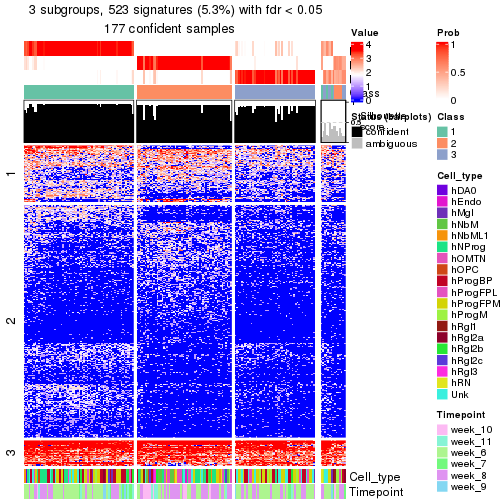 3 subgroups, 523 signatures (5.3%) with fdr < 0.05
177 confident samples
1
2
3
Cell_type
Timepoint
Value
4
3
2
1
0
Status (barplots)
confident
ambiguous
Prob
1
0.5
0
Class
1
2
3
Cell_type
hDA0
hEndo
hMgl
hNbM
hNbML1
hNProg
hOMTN
hOPC
hProgBP
hProgFPL
hProgFPM
hProgM
hRgl1
hRgl2a
hRgl2b
hRgl2c
hRgl3
hRN
Unk
Timepoint
week_10
week_11
week_6
week_7
week_8
week_9